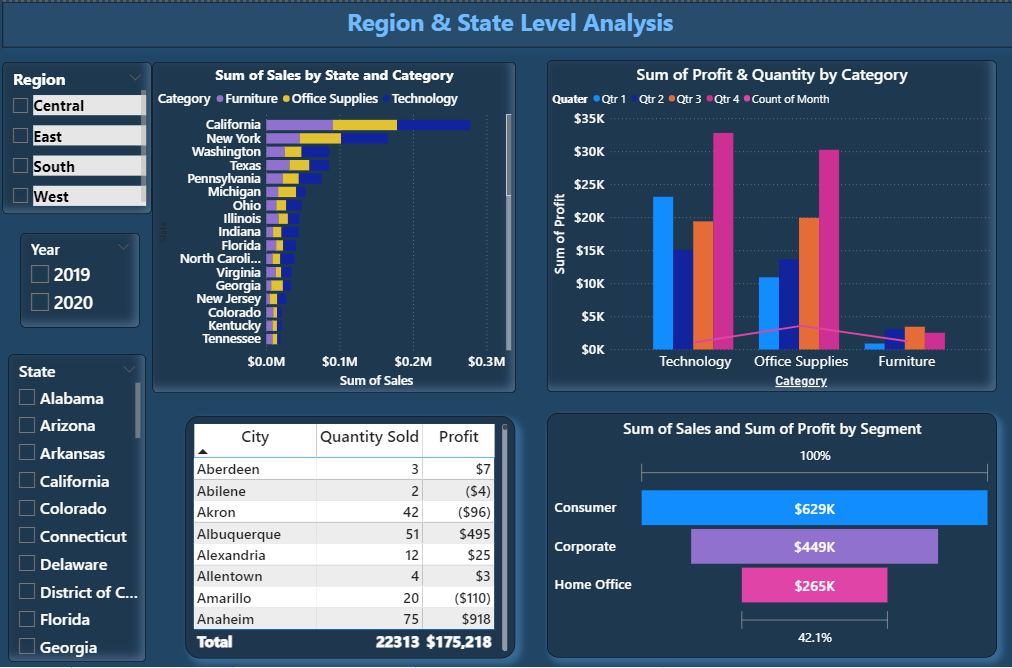 Region & State Level Analysis
Region
Central
East
South
West
Year
2019
2020
State
Alabama
Arizona
Arkansas
California
Colorado
Connecticut
Delaware
District of C...
Florida
Georgia
Sum of Sales by State and Category
Category Furniture Office Supplies Technology
State
California
New York
Washington
Texas
Pennsylvania
Michigan
Ohio
Illinois
Indiana
Florida
North Caroli...
Virginia
Georgia
New Jersey
Colorado
Kentucky
Tennessee
$0.0M $0.1M $0.2M $0.3M
Sum of Sales
Sum of Profit & Quantity by Category
Quater Qtr 1 Qtr 2 Qtr 3 Qtr 4 Count of Month
Sum of Profit
$35K
$30K
$25K
$20K
$15K
$10K
$5K
$0K
Technology Office Supplies Furniture
Category
City Quantity Sold Profit
Aberdeen 3 $7
Abilene 2 ($4)
Akron 42 ($96)
Albuquerque 51 $495
Alexandria 12 $25
Allentown 4 $3
Amarillo 20 ($110)
Anaheim 75 $918
Total 22313 $175,218
Sum of Sales and Sum of Profit by Segment
100%
Consumer $629K
Corporate $449K
Home Office $265K
42.1%